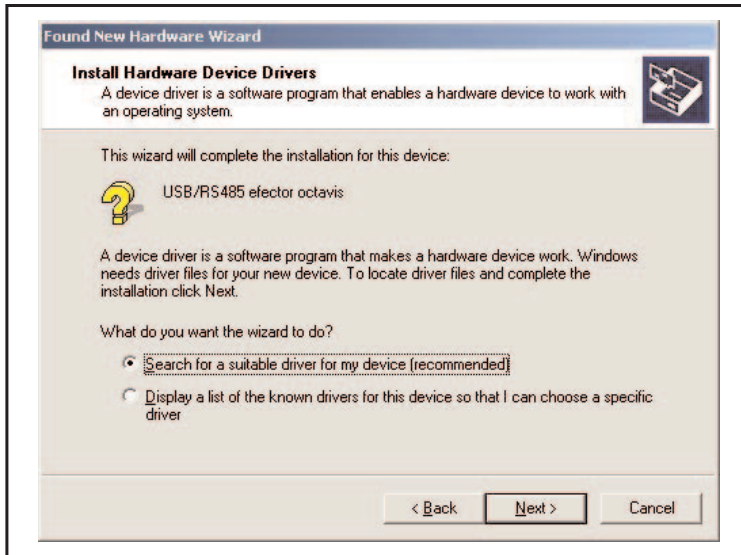 Found New Hardware Wizard
Install Hardware Device Drivers
A device driver is a software program that enables a hardware device to work with
an operating system.
This wizard will complete the installation for this device:
USB/RS485 efector octavis
A device driver is a software program that makes a hardware device work. Windows
needs driver files for your new device. To locate driver files and complete the
installation click Next.
What do you want the wizard to do?
Search for a suitable driver for my device (recommended)
Display a list of the known drivers for this device so that I can choose a specific
driver
< Back Next > Cancel